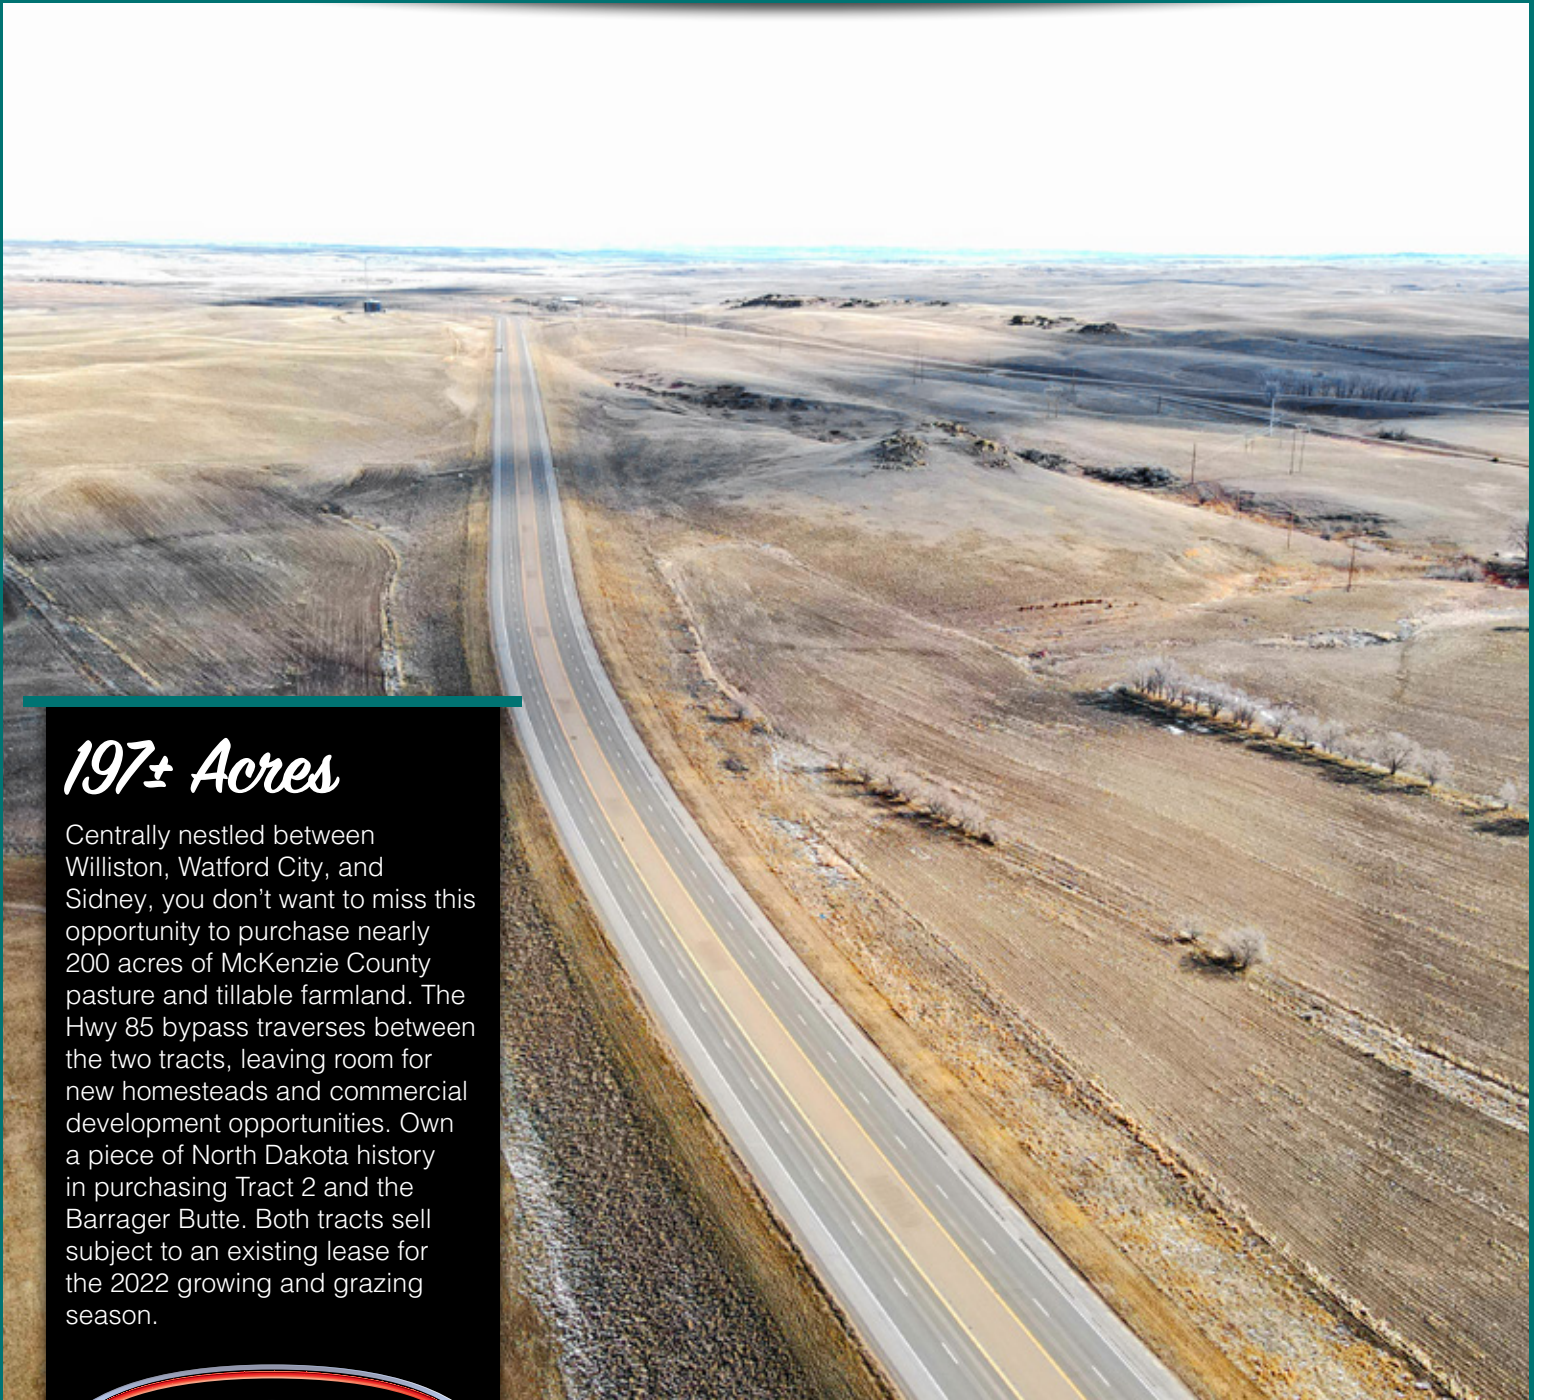 197± Acres
Centrally nestled between
Williston, Watford City, and
Sidney, you don’t want to miss this
opportunity to purchase nearly
200 acres of McKenzie County
pasture and tillable farmland. The
Hwy 85 bypass traverses between
the two tracts, leaving room for
new homesteads and commercial
development opportunities. Own
a piece of North Dakota history
in purchasing Tract 2 and the
Barrager Butte. Both tracts sell
subject to an existing lease for
the 2022 growing and grazing
season.